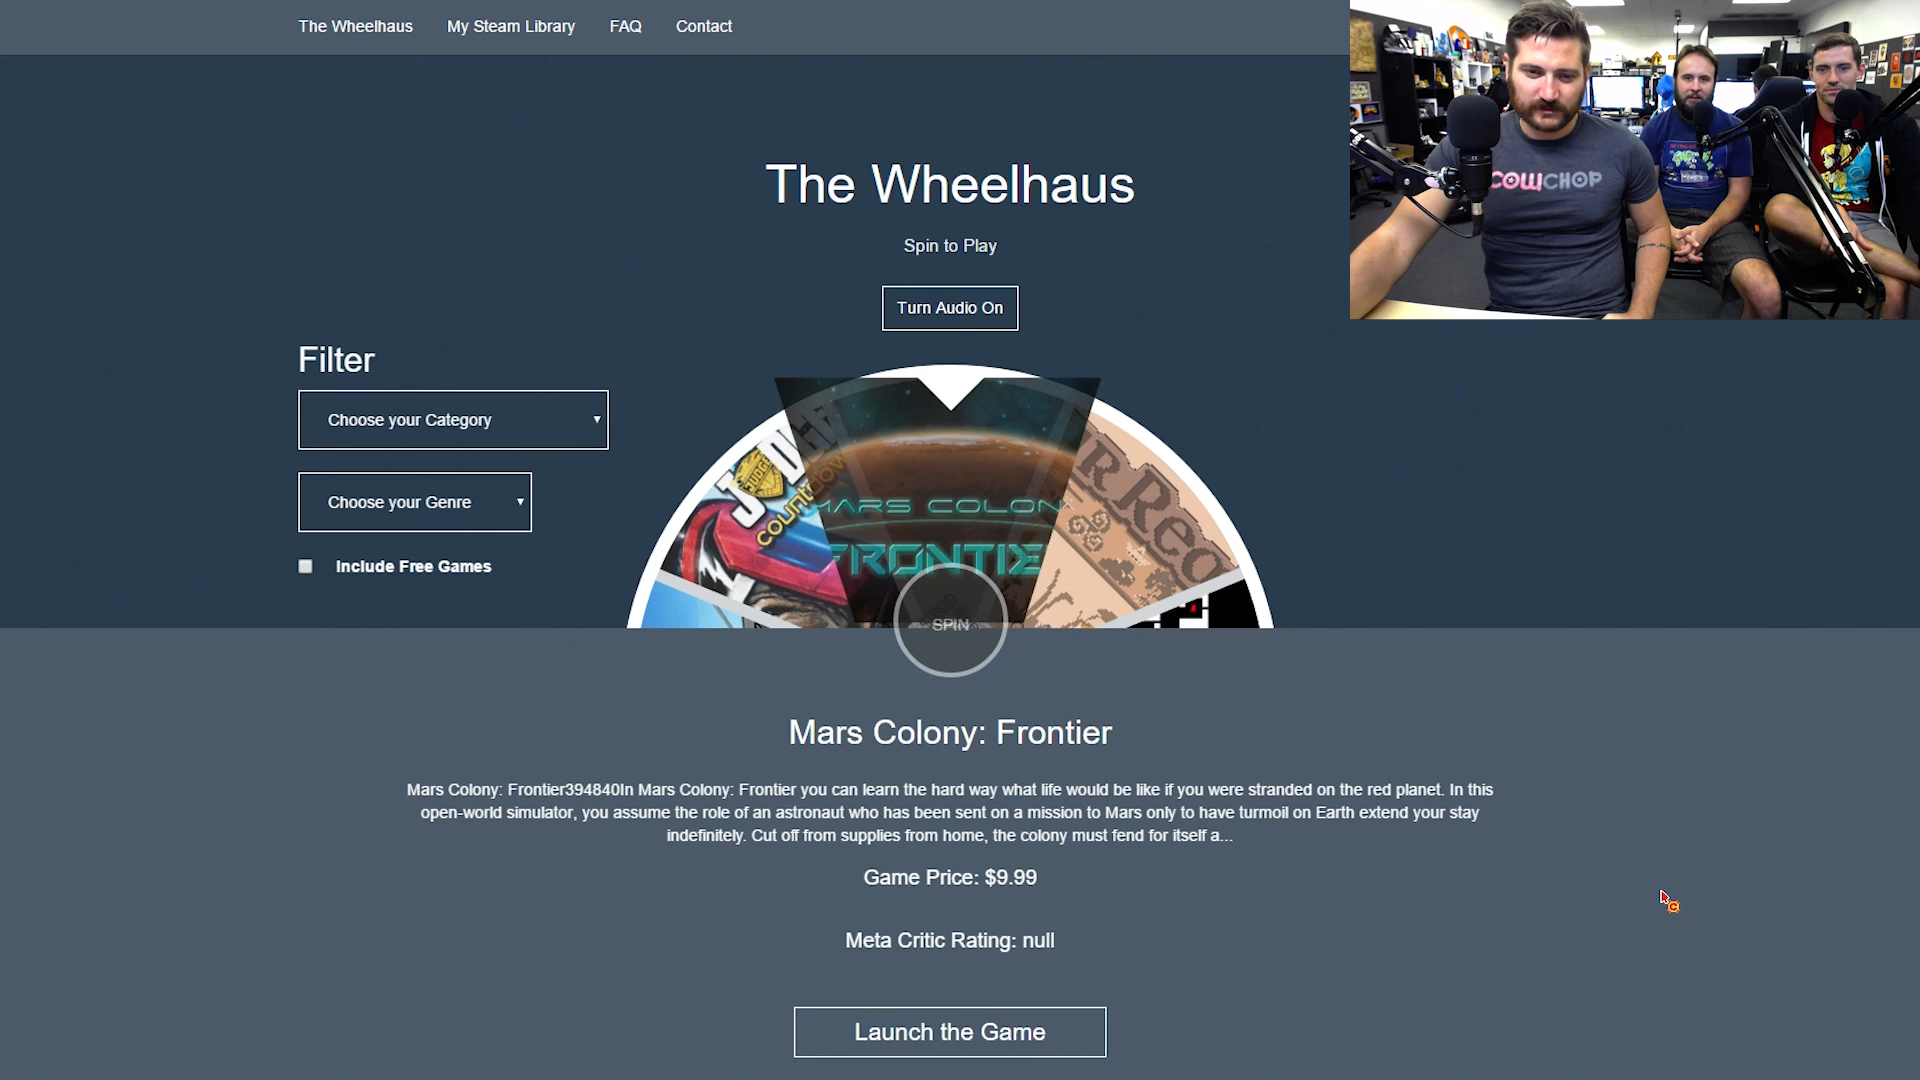 The Wheelhaus
My Steam Library
FAQ
Contact
COWCHOP
The Wheelhaus
Spin to Play
Turn Audio On
Filter
Choose your Category
Choose your Genre
Include Free Games
JUDGE
COUNTDOW
MARS COLON
FRONTIE
SPIN
Mars Colony: Frontier
Mars Colony: Frontier394840In Mars Colony: Frontier you can learn the hard way what life would be like if you were stranded on the red planet. In this
open-world simulator, you assume the role of an astronaut who has been sent on a mission to Mars only to have turmoil on Earth extend your stay
indefinitely. Cut off from supplies from home, the colony must fend for itself a...
Game Price: $9.99
Meta Critic Rating: null
Launch the Game